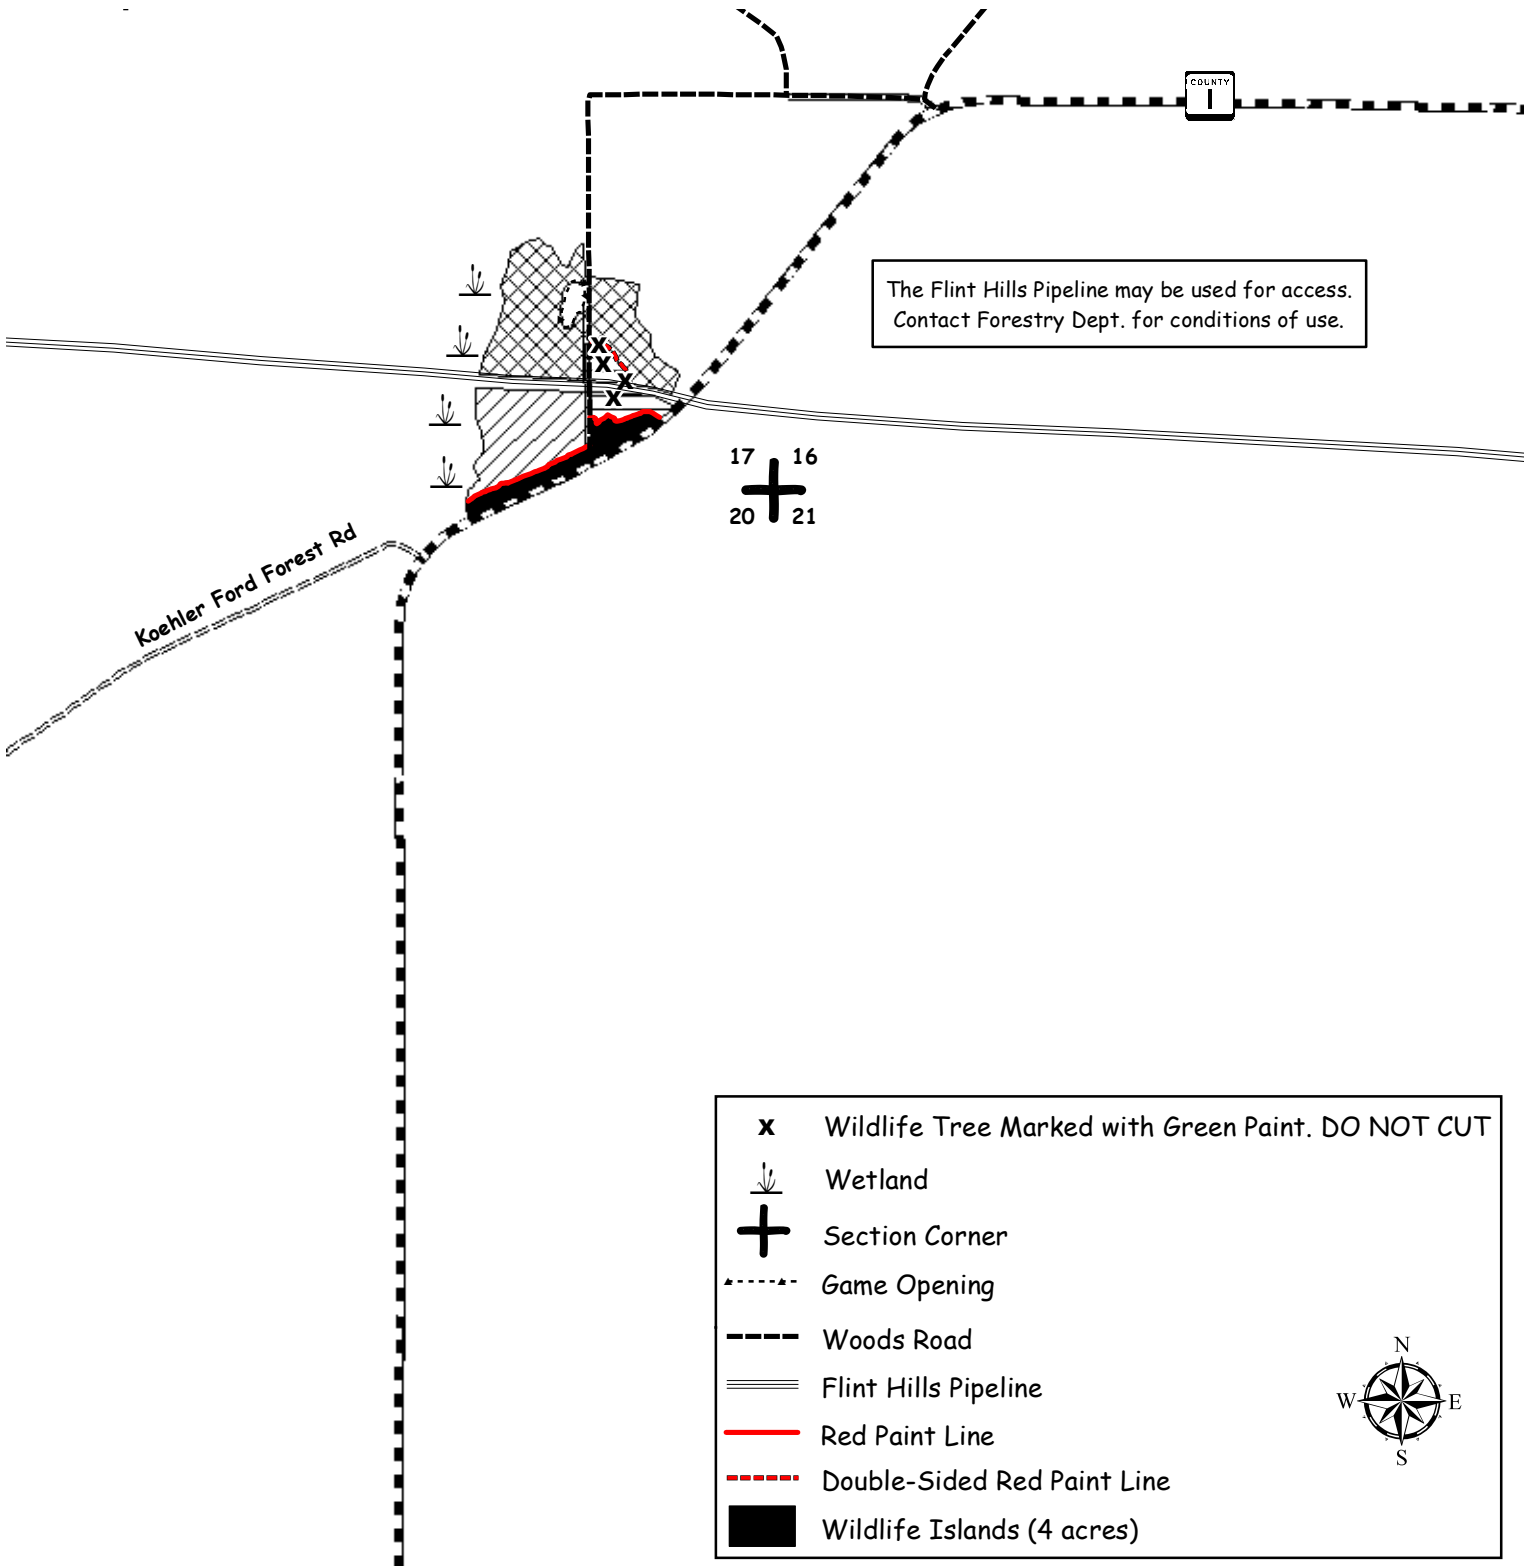 COUNTY
I
The Flint Hills Pipeline may be used for access.
Contact Forestry Dept. for conditions of use.
X
X
X
X
17 16
20 21
Koehler Ford Forest Rd
X Wildlife Tree Marked with Green Paint. DO NOT CUT
Wetland
Section Corner
Game Opening
Woods Road
Flint Hills Pipeline
Red Paint Line
Double-Sided Red Paint Line
Wildlife Islands (4 acres)
N
W E
S